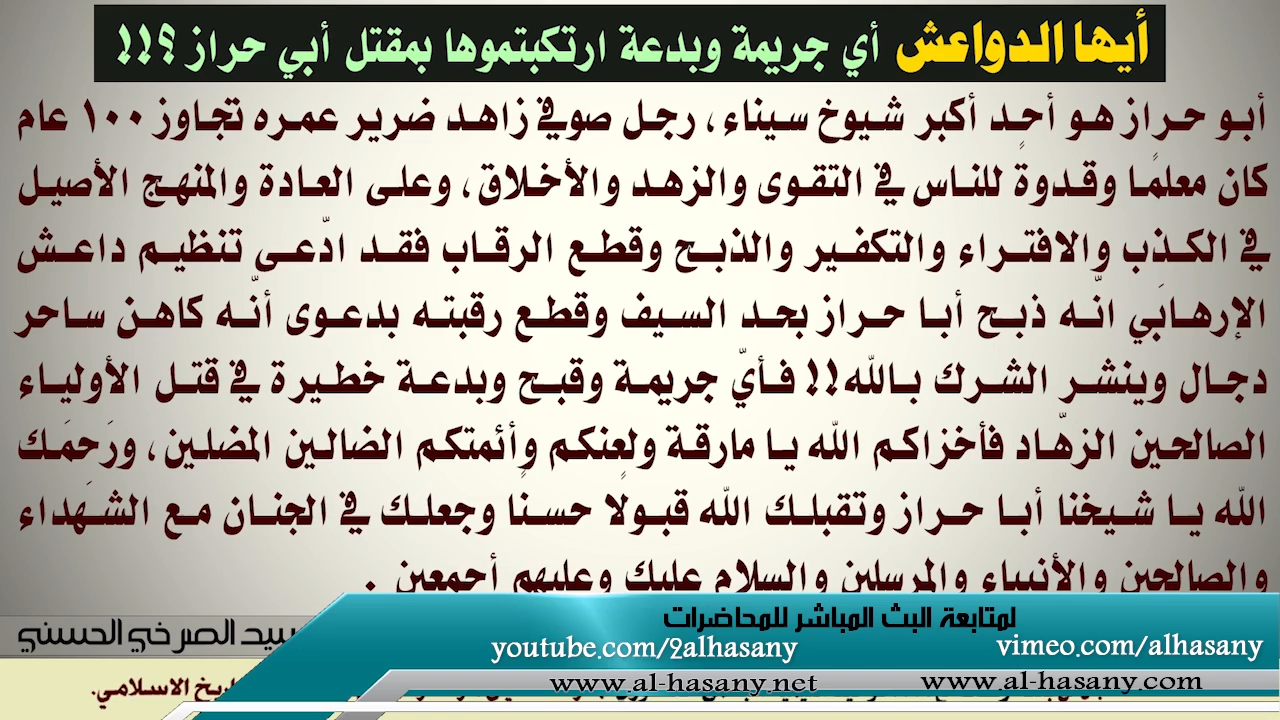 أيها الدواعش أي جريمة وبدعة ارتكبتموها بمقتل أبي حراز ؟!!
أبو حراز هو أحد أكبر شيوخ سيناء، رجل صوفي زاهد ضرير عمره تجاوز ١٠٠ عام
كان معلمًا وقدوة للناس في التقوى والزهد والأخلاق، وعلى العادة والمنهج الأصيل
في الكذب والافتراء والتكفير والذبح وقطع الرقاب فقد ادّعى تنظيم داعش
الإرهابي انّه ذبح أبا حراز بحد السيف وقطع رقبته بدعوى أنّه كاهن ساحر
دجال وينشر الشرك بالله!! فأيّ جريمة وقبح وبدعة خطيرة في قتل الأولياء
الصالحين الزهّاد فأخزاكم الله يا مارقة ولعنكم وأئمتكم الضالين المضلين، ورَحِمَك
الله يا شيخنا أبا حراز وتقبلك الله قبولًا حسنًا وجعلك في الجنان مع الشهداء
والصالحين والأنبياء والمرسلين والسلام عليك وعليهم أجمعين .
الصرخي الحسني
لمتابعة البث المباشر للمحاضرات
youtube.com/2alhasany vimeo.com/alhasany
www.al-hasany.net www.al-hasany.com
الاسلامي.